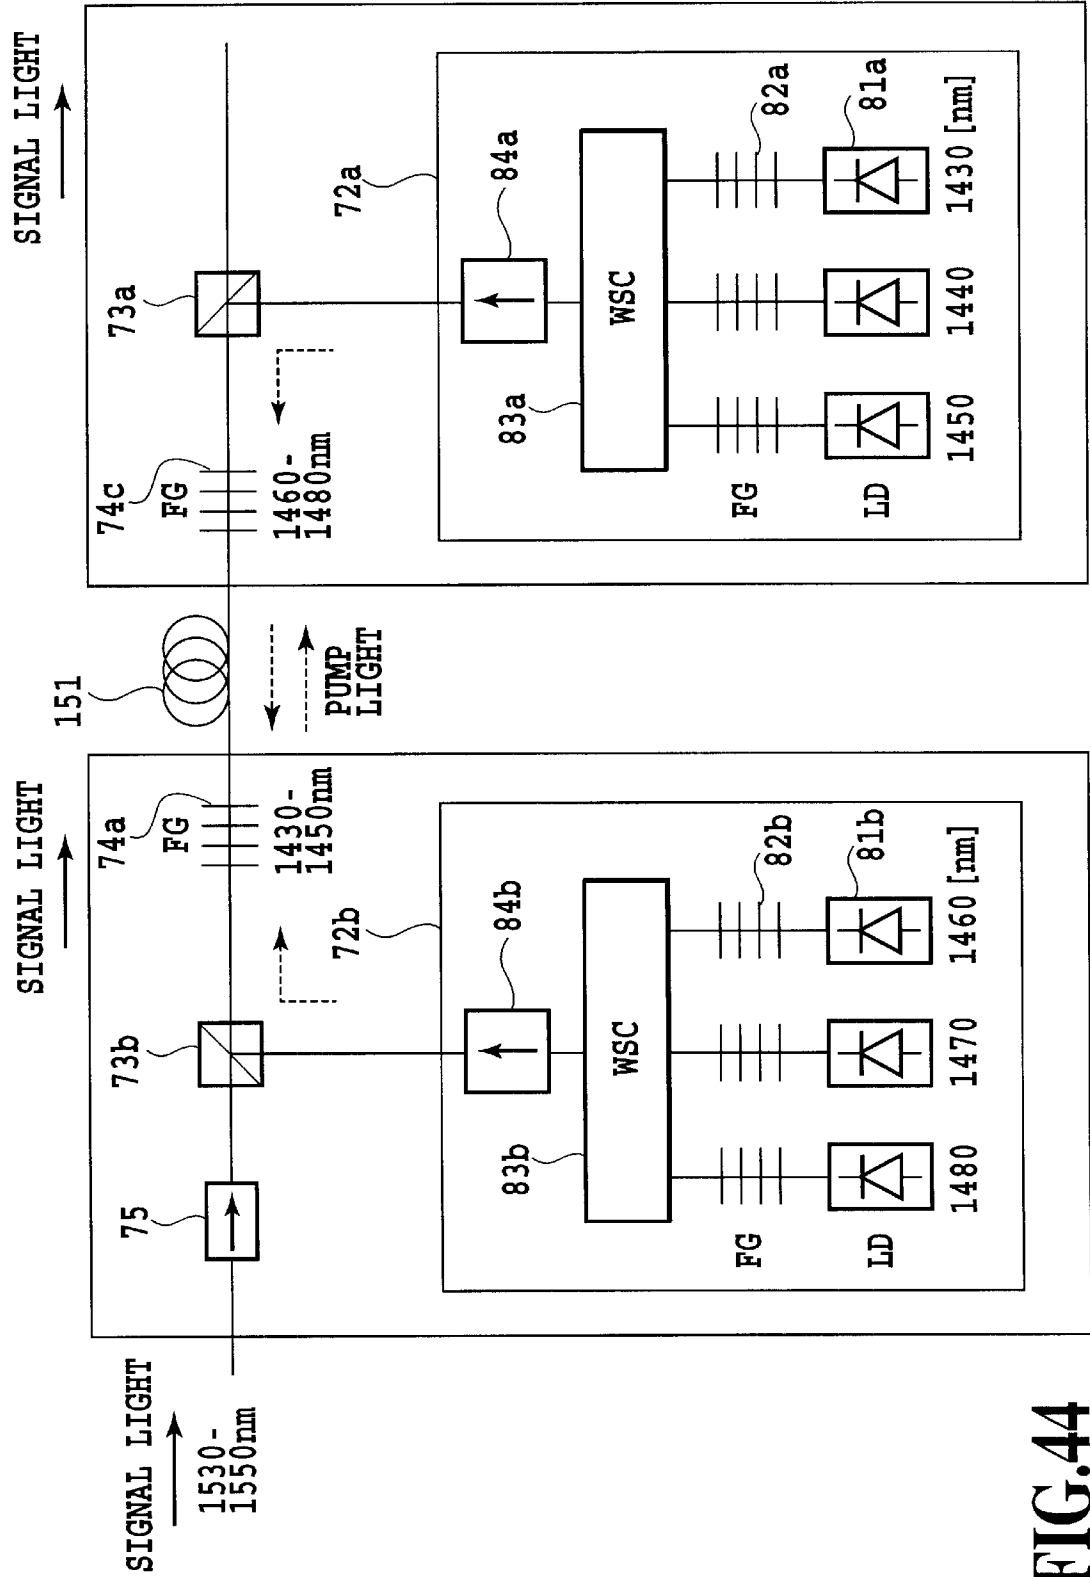 SIGNAL LIGHT
1530-
1550nm
75
73b
SIGNAL LIGHT
74a
FG
1430-
1450nm
151
PUMP
LIGHT
74c
FG
1460-
1480nm
73a
SIGNAL LIGHT
72b
84b
83b
WSC
FG
82b
LD
81b
1480
1470
1460 [nm]
72a
84a
83a
WSC
FG
82a
LD
81a
1450
1440
1430 [nm]
FIG.44